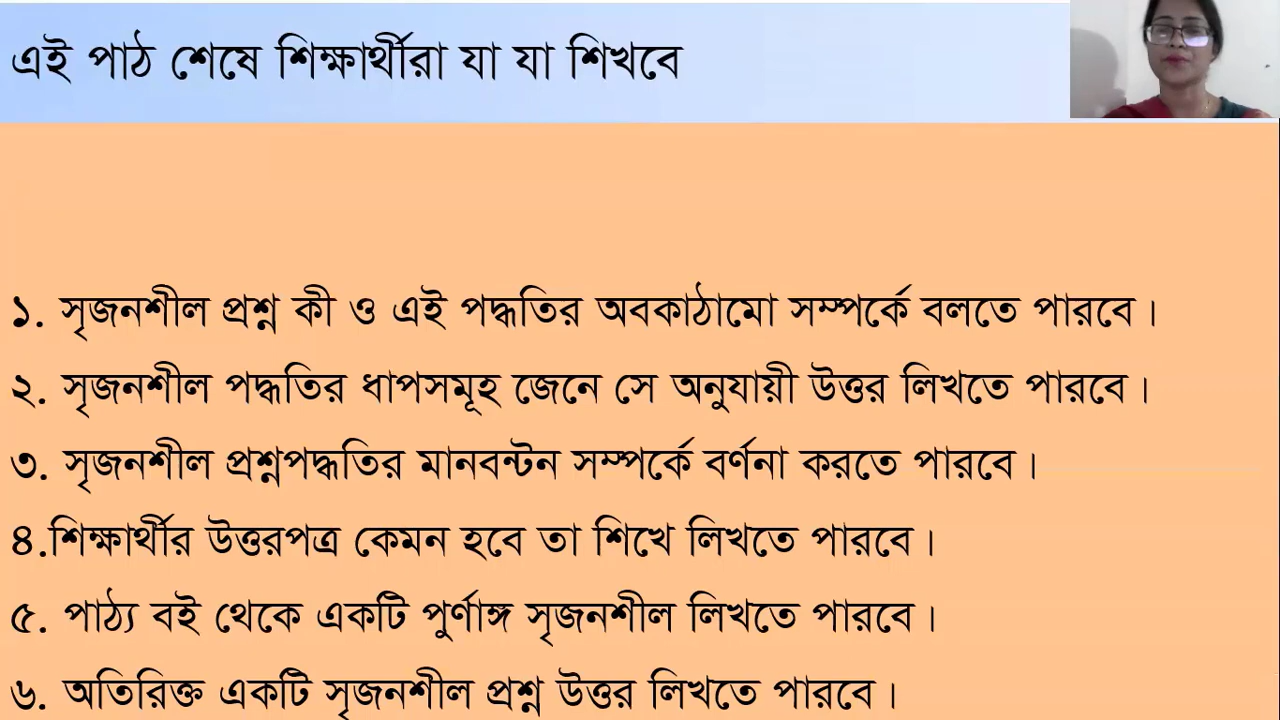 এই পাঠ শেষে শিক্ষার্থীরা যা যা শিখবে
১. সৃজনশীল প্রশ্ন কী ও এই পদ্ধতির অবকাঠামো সম্পর্কে বলতে পারবে।
২. সৃজনশীল পদ্ধতির ধাপসমূহ জেনে সে অনুযায়ী উত্তর লিখতে পারবে।
৩. সৃজনশীল প্রশ্নপদ্ধতির মানবন্টন সম্পর্কে বর্ণনা করতে পারবে।
৪.শিক্ষার্থীর উত্তরপত্র কেমন হবে তা শিখে লিখতে পারবে।
৫. পাঠ্য বই থেকে একটি পুর্ণাঙ্গ সৃজনশীল লিখতে পারবে।
৬. অতিরিক্ত একটি সৃজনশীল প্রশ্ন উত্তর লিখতে পারবে।